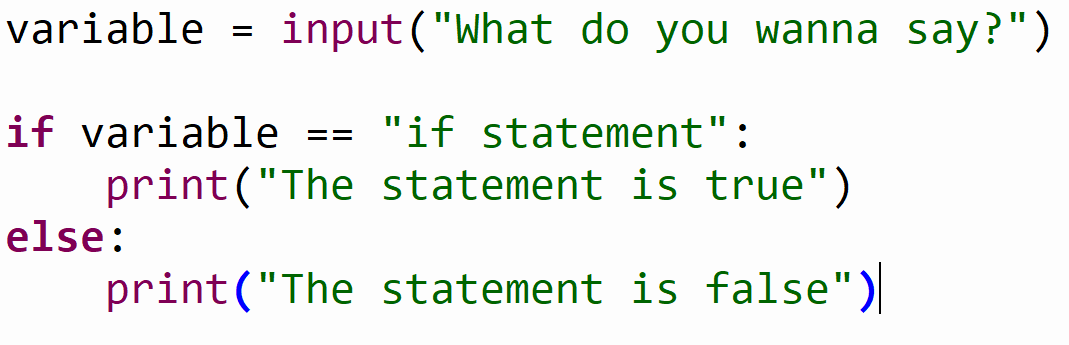 variable = input("What do you wanna say?")
if variable == "if statement":
    print("The statement is true")
else:
    print("The statement is false")